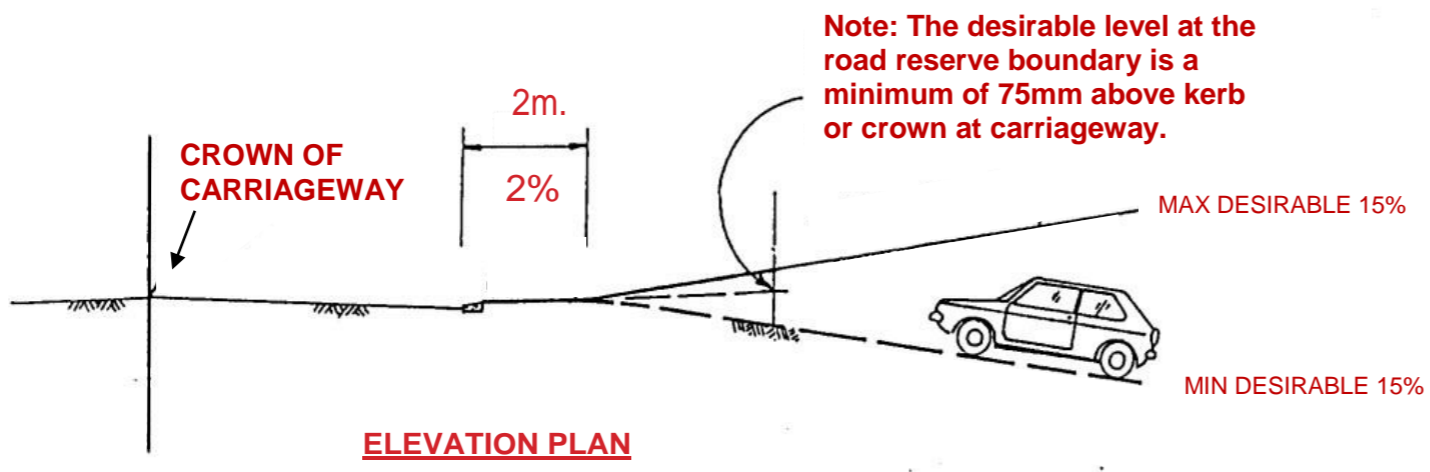 Note: The desirable level at the
road reserve boundary is a
minimum of 75mm above kerb
or crown at carriageway.
2m.
CROWN OF
CARRIAGEWAY
2%
MAX DESIRABLE 15%
MIN DESIRABLE 15%
ELEVATION PLAN